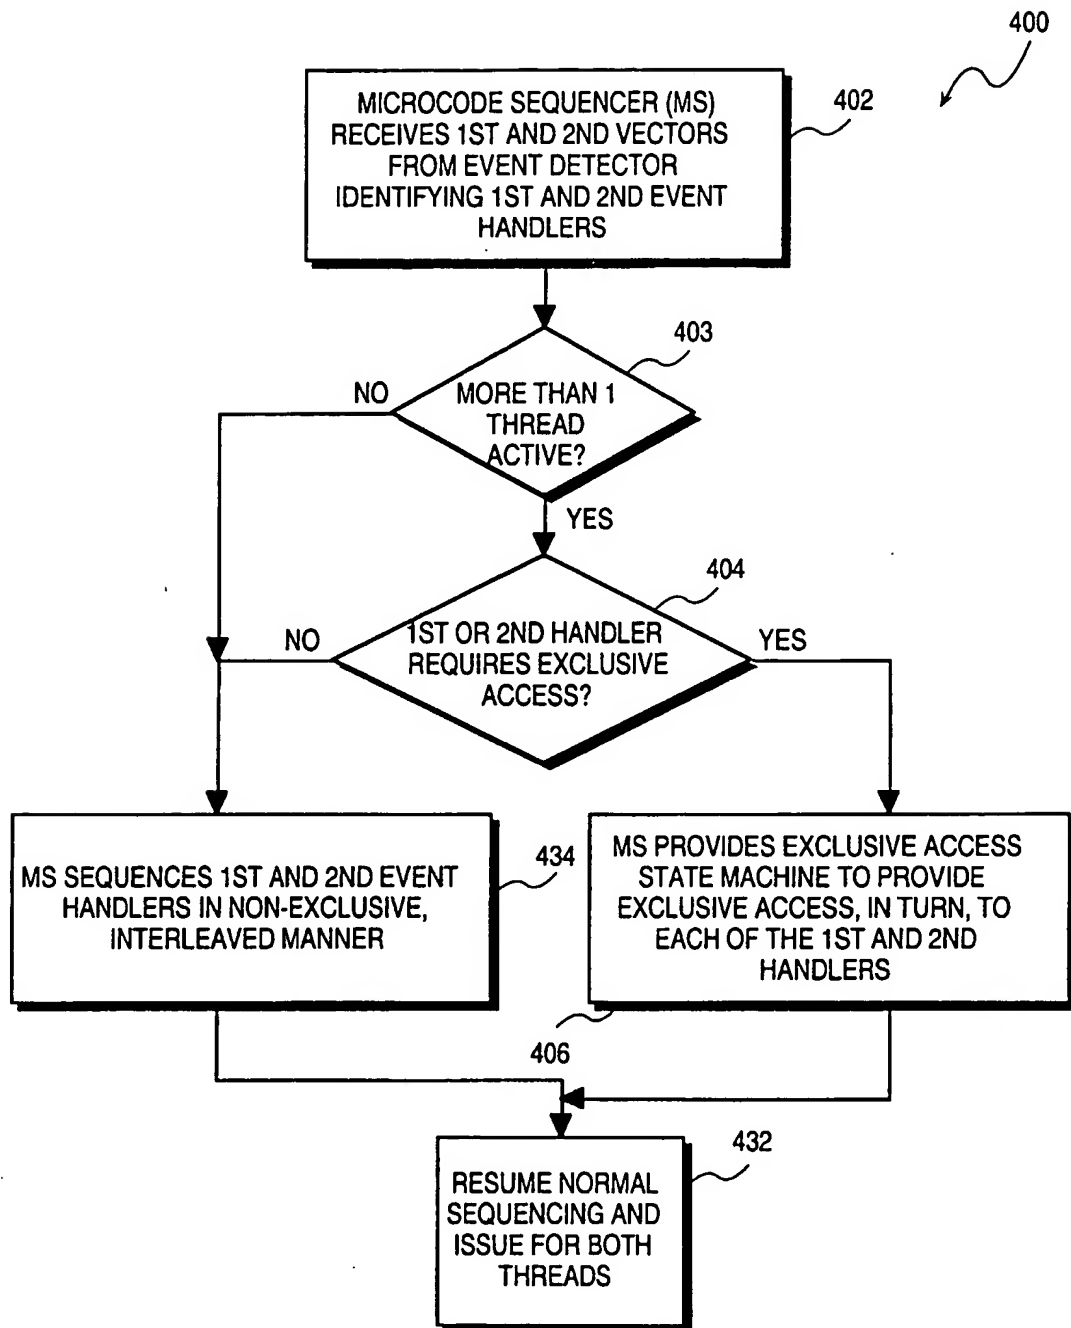 400
MICROCODE SEQUENCER (MS)
RECEIVES 1ST AND 2ND VECTORS
FROM EVENT DETECTOR
IDENTIFYING 1ST AND 2ND EVENT
HANDLERS
402
403
NO
MORE THAN 1
THREAD
ACTIVE?
YES
404
NO
1ST OR 2ND HANDLER
REQUIRES EXCLUSIVE
ACCESS?
YES
MS SEQUENCES 1ST AND 2ND EVENT
HANDLERS IN NON-EXCLUSIVE,
INTERLEAVED MANNER
434
MS PROVIDES EXCLUSIVE ACCESS
STATE MACHINE TO PROVIDE
EXCLUSIVE ACCESS, IN TURN, TO
EACH OF THE 1ST AND 2ND
HANDLERS
406
432
RESUME NORMAL
SEQUENCING AND
ISSUE FOR BOTH
THREADS